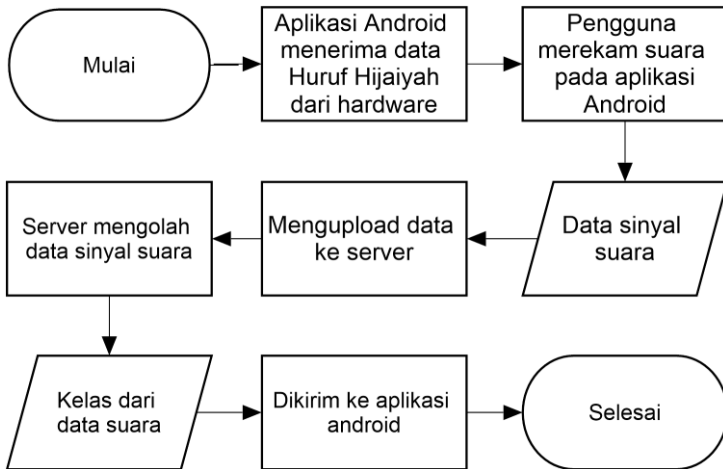 Mulai
Aplikasi Android
menerima data
Huruf Hijaiyah
dari hardware
Pengguna
merekam suara
pada aplikasi
Android
Data sinyal
suara
Mengupload data
ke server
Server mengolah
data sinyal suara
Kelas dari
data suara
Dikirim ke aplikasi
android
Selesai